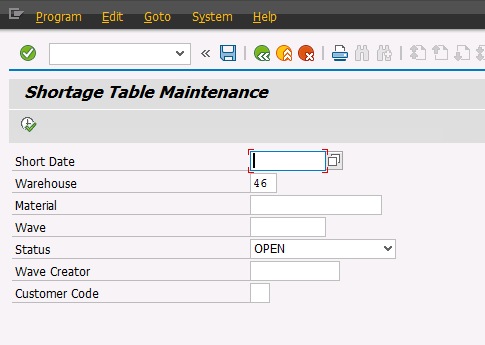 Program Edit Goto System Help
Shortage Table Maintenance
Short Date
Warehouse 46
Material
Wave
Status OPEN
Wave Creator
Customer Code